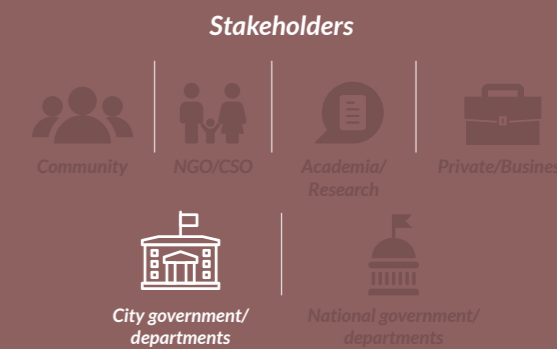 Stakeholders
Community
NGO/CSO
Academia/
Research
Private/Busines
City government/
departments
National government/
departments